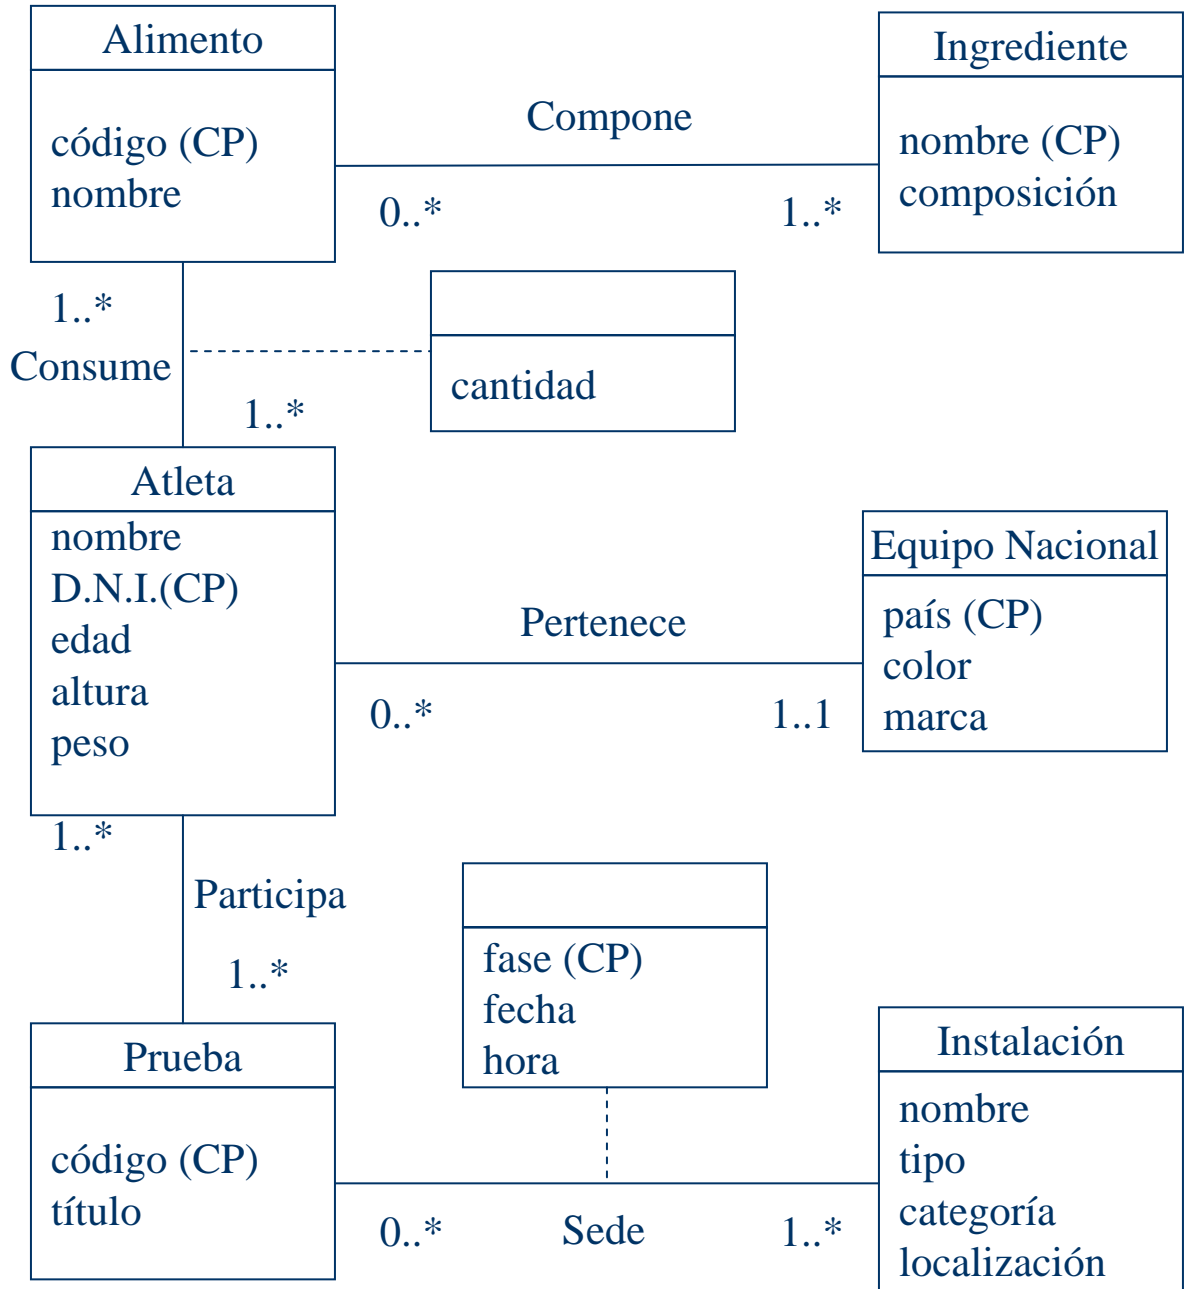 Alimento
código (CP)
nombre
Compone
0..*
1..*
Ingrediente
nombre (CP)
composición
1..*
Consume
1..*
cantidad
Atleta
nombre
D.N.I.(CP)
edad
altura
peso
Pertenece
0..*
1..1
Equipo Nacional
país (CP)
color
marca
1..*
Participa
1..*
fase (CP)
fecha
hora
Prueba
código (CP)
título
0..*
Sede
1..*
Instalación
nombre
tipo
categoría
localización